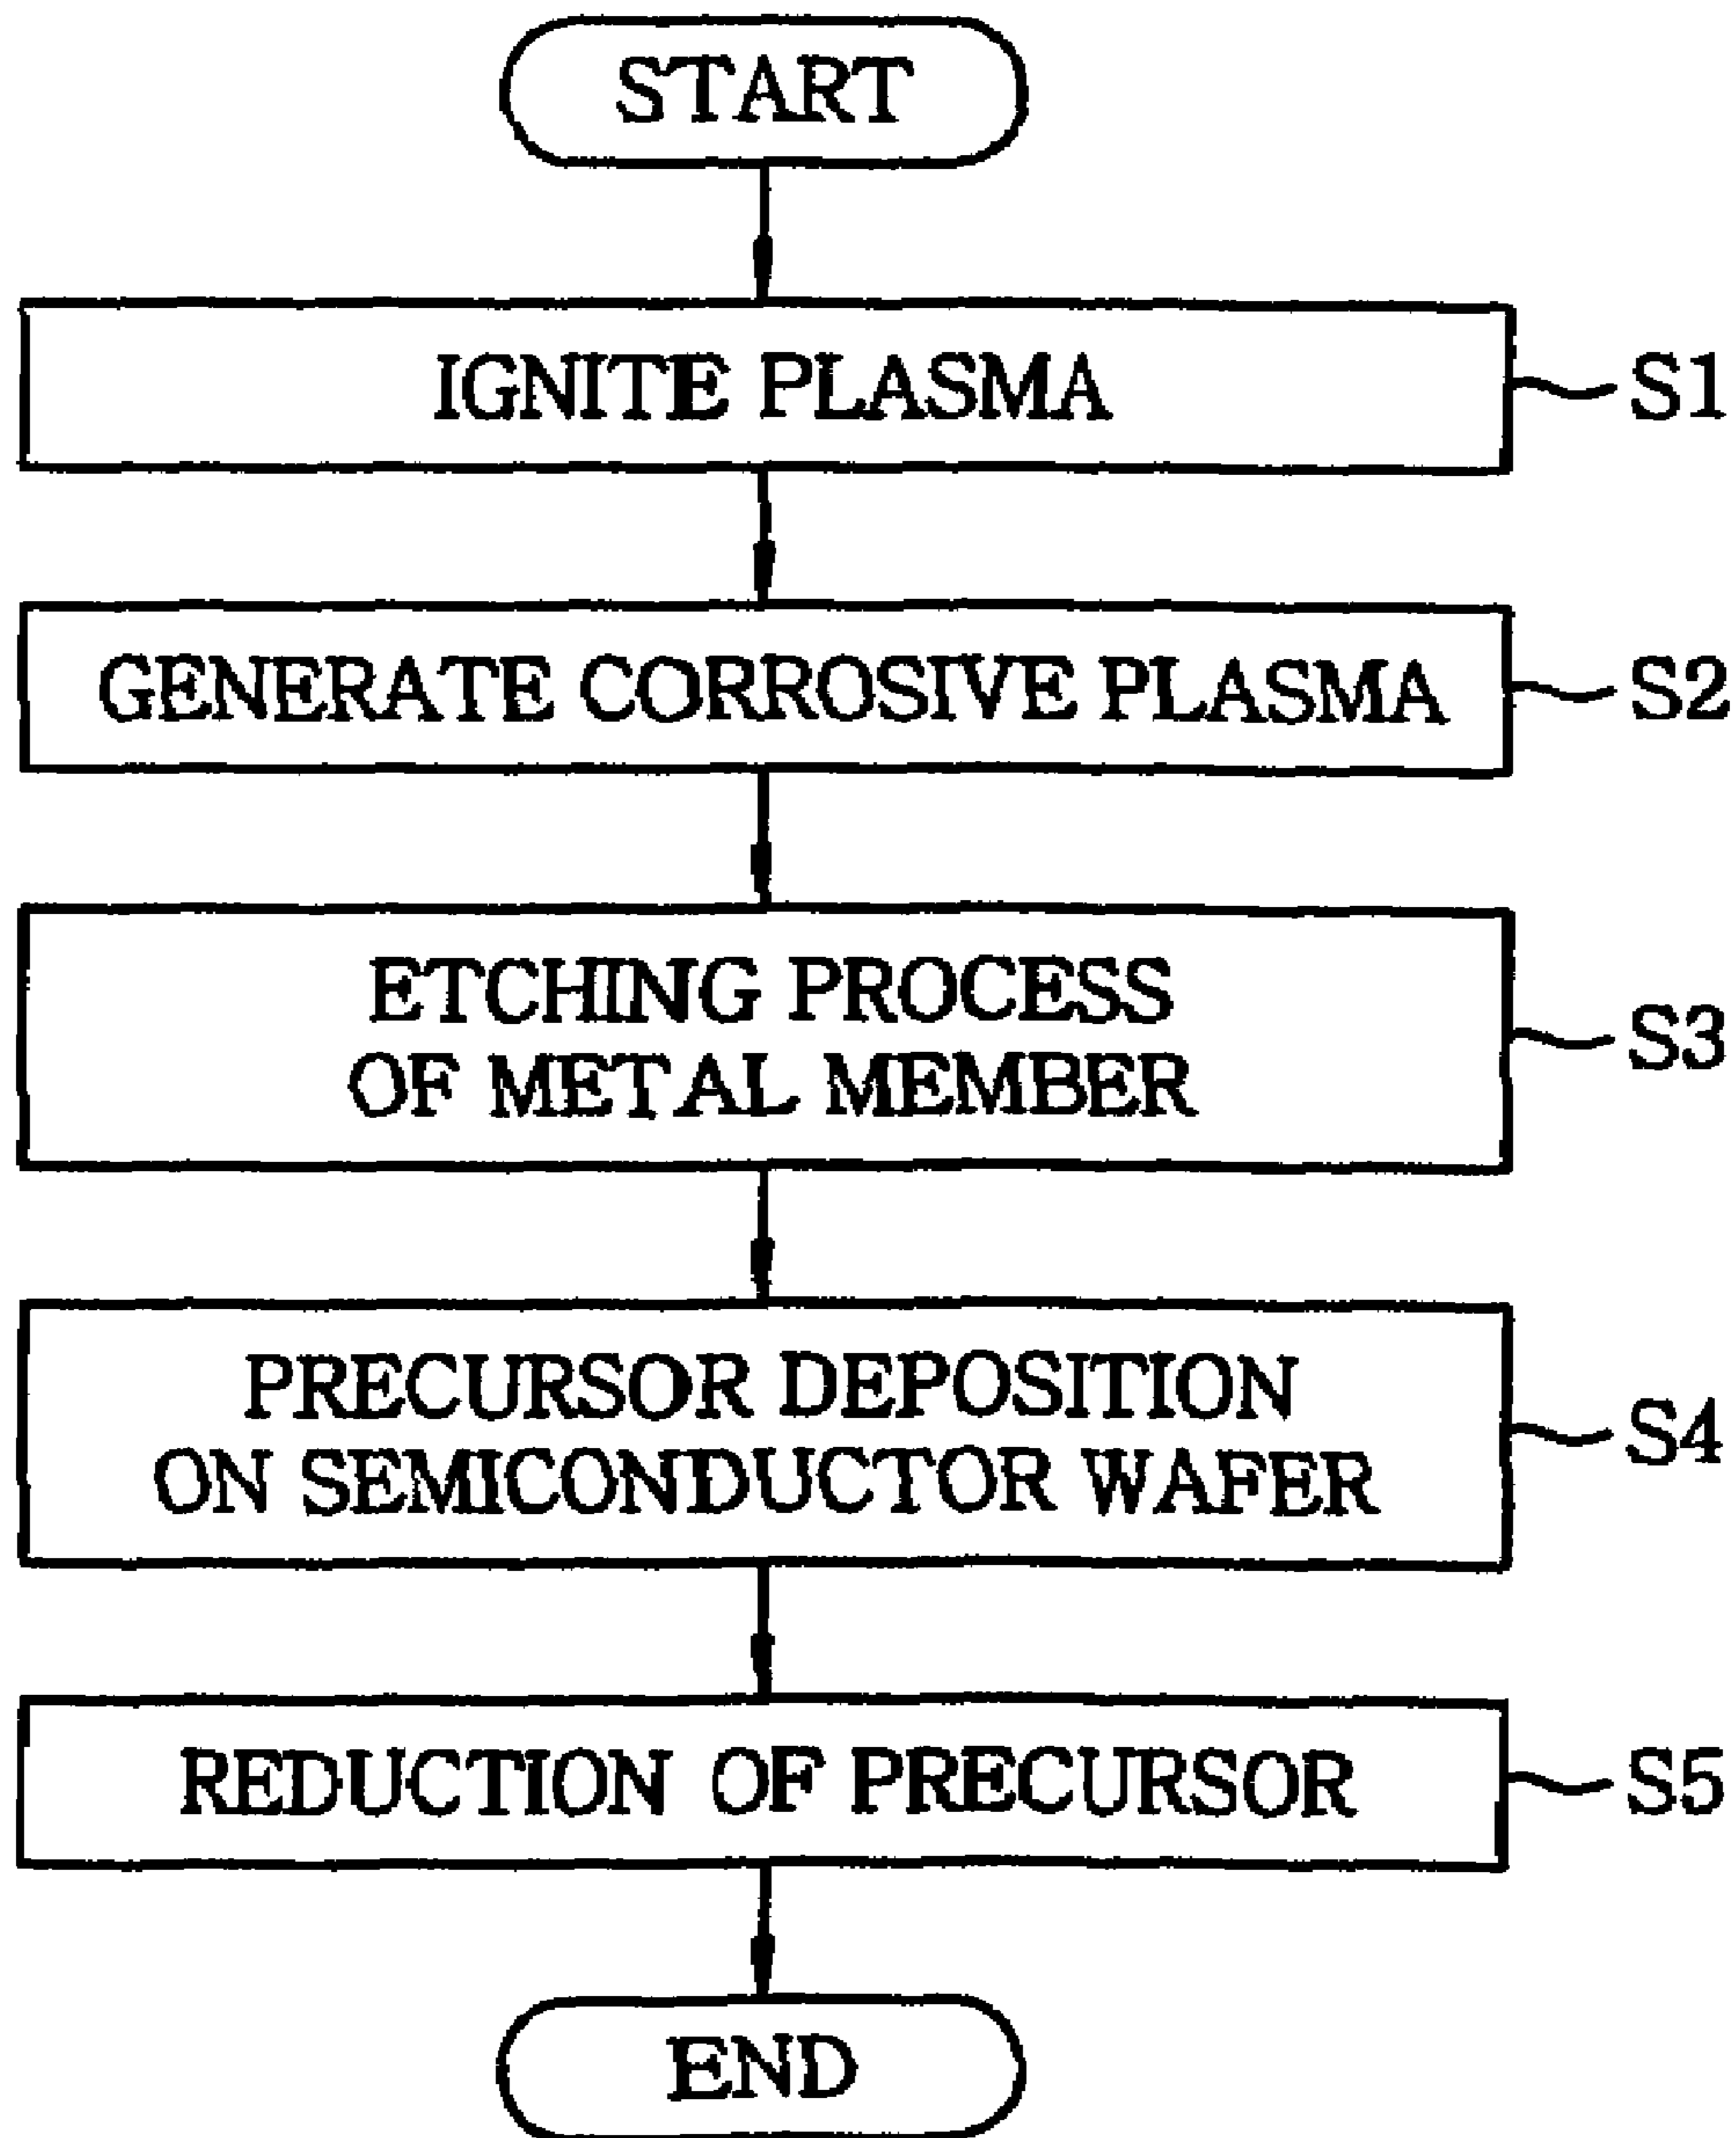 START
IGNITE PLASMA
S1
GENERATE CORROSIVE PLASMA
S2
ETCHING PROCESS
OF METAL MEMBER
S3
PRECURSOR DEPOSITION
ON SEMICONDUCTOR WAFER
S4
REDUCTION OF PRECURSOR
S5
END